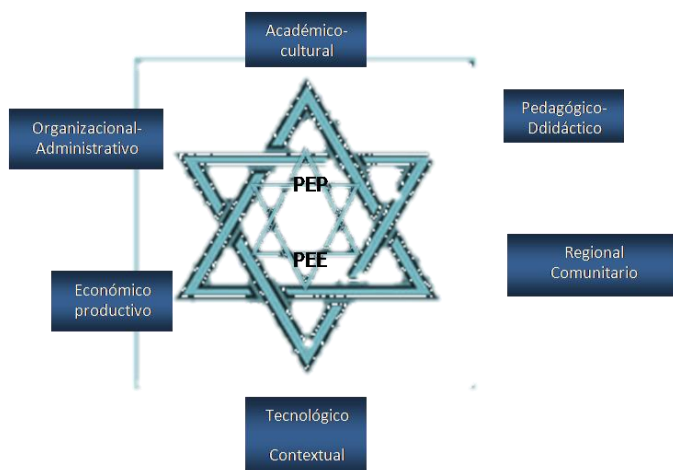 Académico-
cultural
Pedagógico-
Ddidáctico
Organizacional-
Administrativo
PEP
PEE
Regional
Comunitario
Económico
productivo
Tecnológico
Contextual